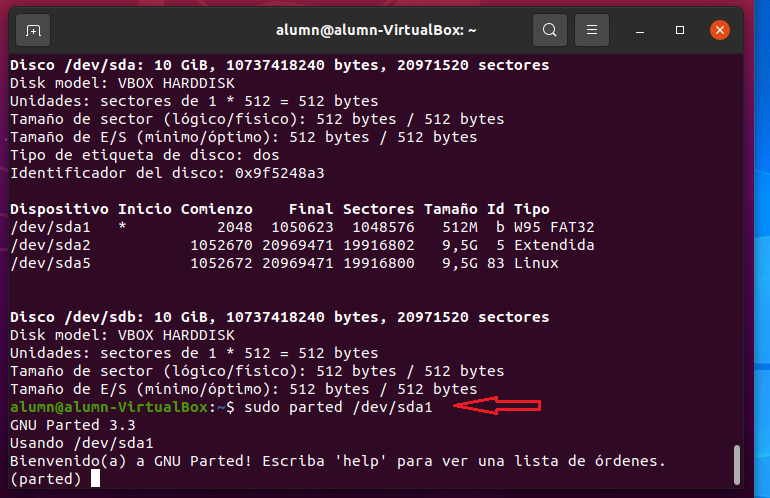 alumn@alumn-VirtualBox: ~
Disco /dev/sda: 10 GiB, 10737418240 bytes, 20971520 sectores
Disk model: VBOX HARDDISK
Unidades: sectores de 1 * 512 = 512 bytes
Tamaño de sector (lógico/físico): 512 bytes / 512 bytes
Tamaño de E/S (mínimo/óptimo): 512 bytes / 512 bytes
Tipo de etiqueta de disco: dos
Identificador del disco: 0x9f5248a3
Dispositivo Inicio Comienzo    Final Sectores Tamaño Id Tipo
/dev/sda1   *          2048  1050623  1048576   512M  b W95 FAT32
/dev/sda2           1052670 20969471 19916802   9,5G  5 Extendida
/dev/sda5           1052672 20969471 19916800   9,5G 83 Linux
Disco /dev/sdb: 10 GiB, 10737418240 bytes, 20971520 sectores
Disk model: VBOX HARDDISK
Unidades: sectores de 1 * 512 = 512 bytes
Tamaño de sector (lógico/físico): 512 bytes / 512 bytes
Tamaño de E/S (mínimo/óptimo): 512 bytes / 512 bytes
alumn@alumn-VirtualBox:~$ sudo parted /dev/sda1
GNU Parted 3.3
Usando /dev/sda1
Bienvenido(a) a GNU Parted! Escriba 'help' para ver una lista de órdenes.
(parted)